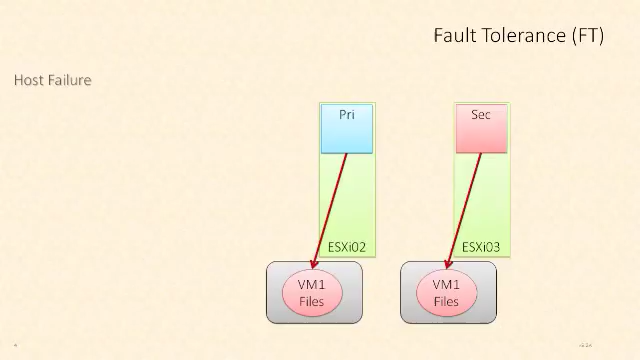 Fault Tolerance (FT)
Host Failure
Pri
Sec
ESXi02
ESXi03
VM1
Files
VM1
Files